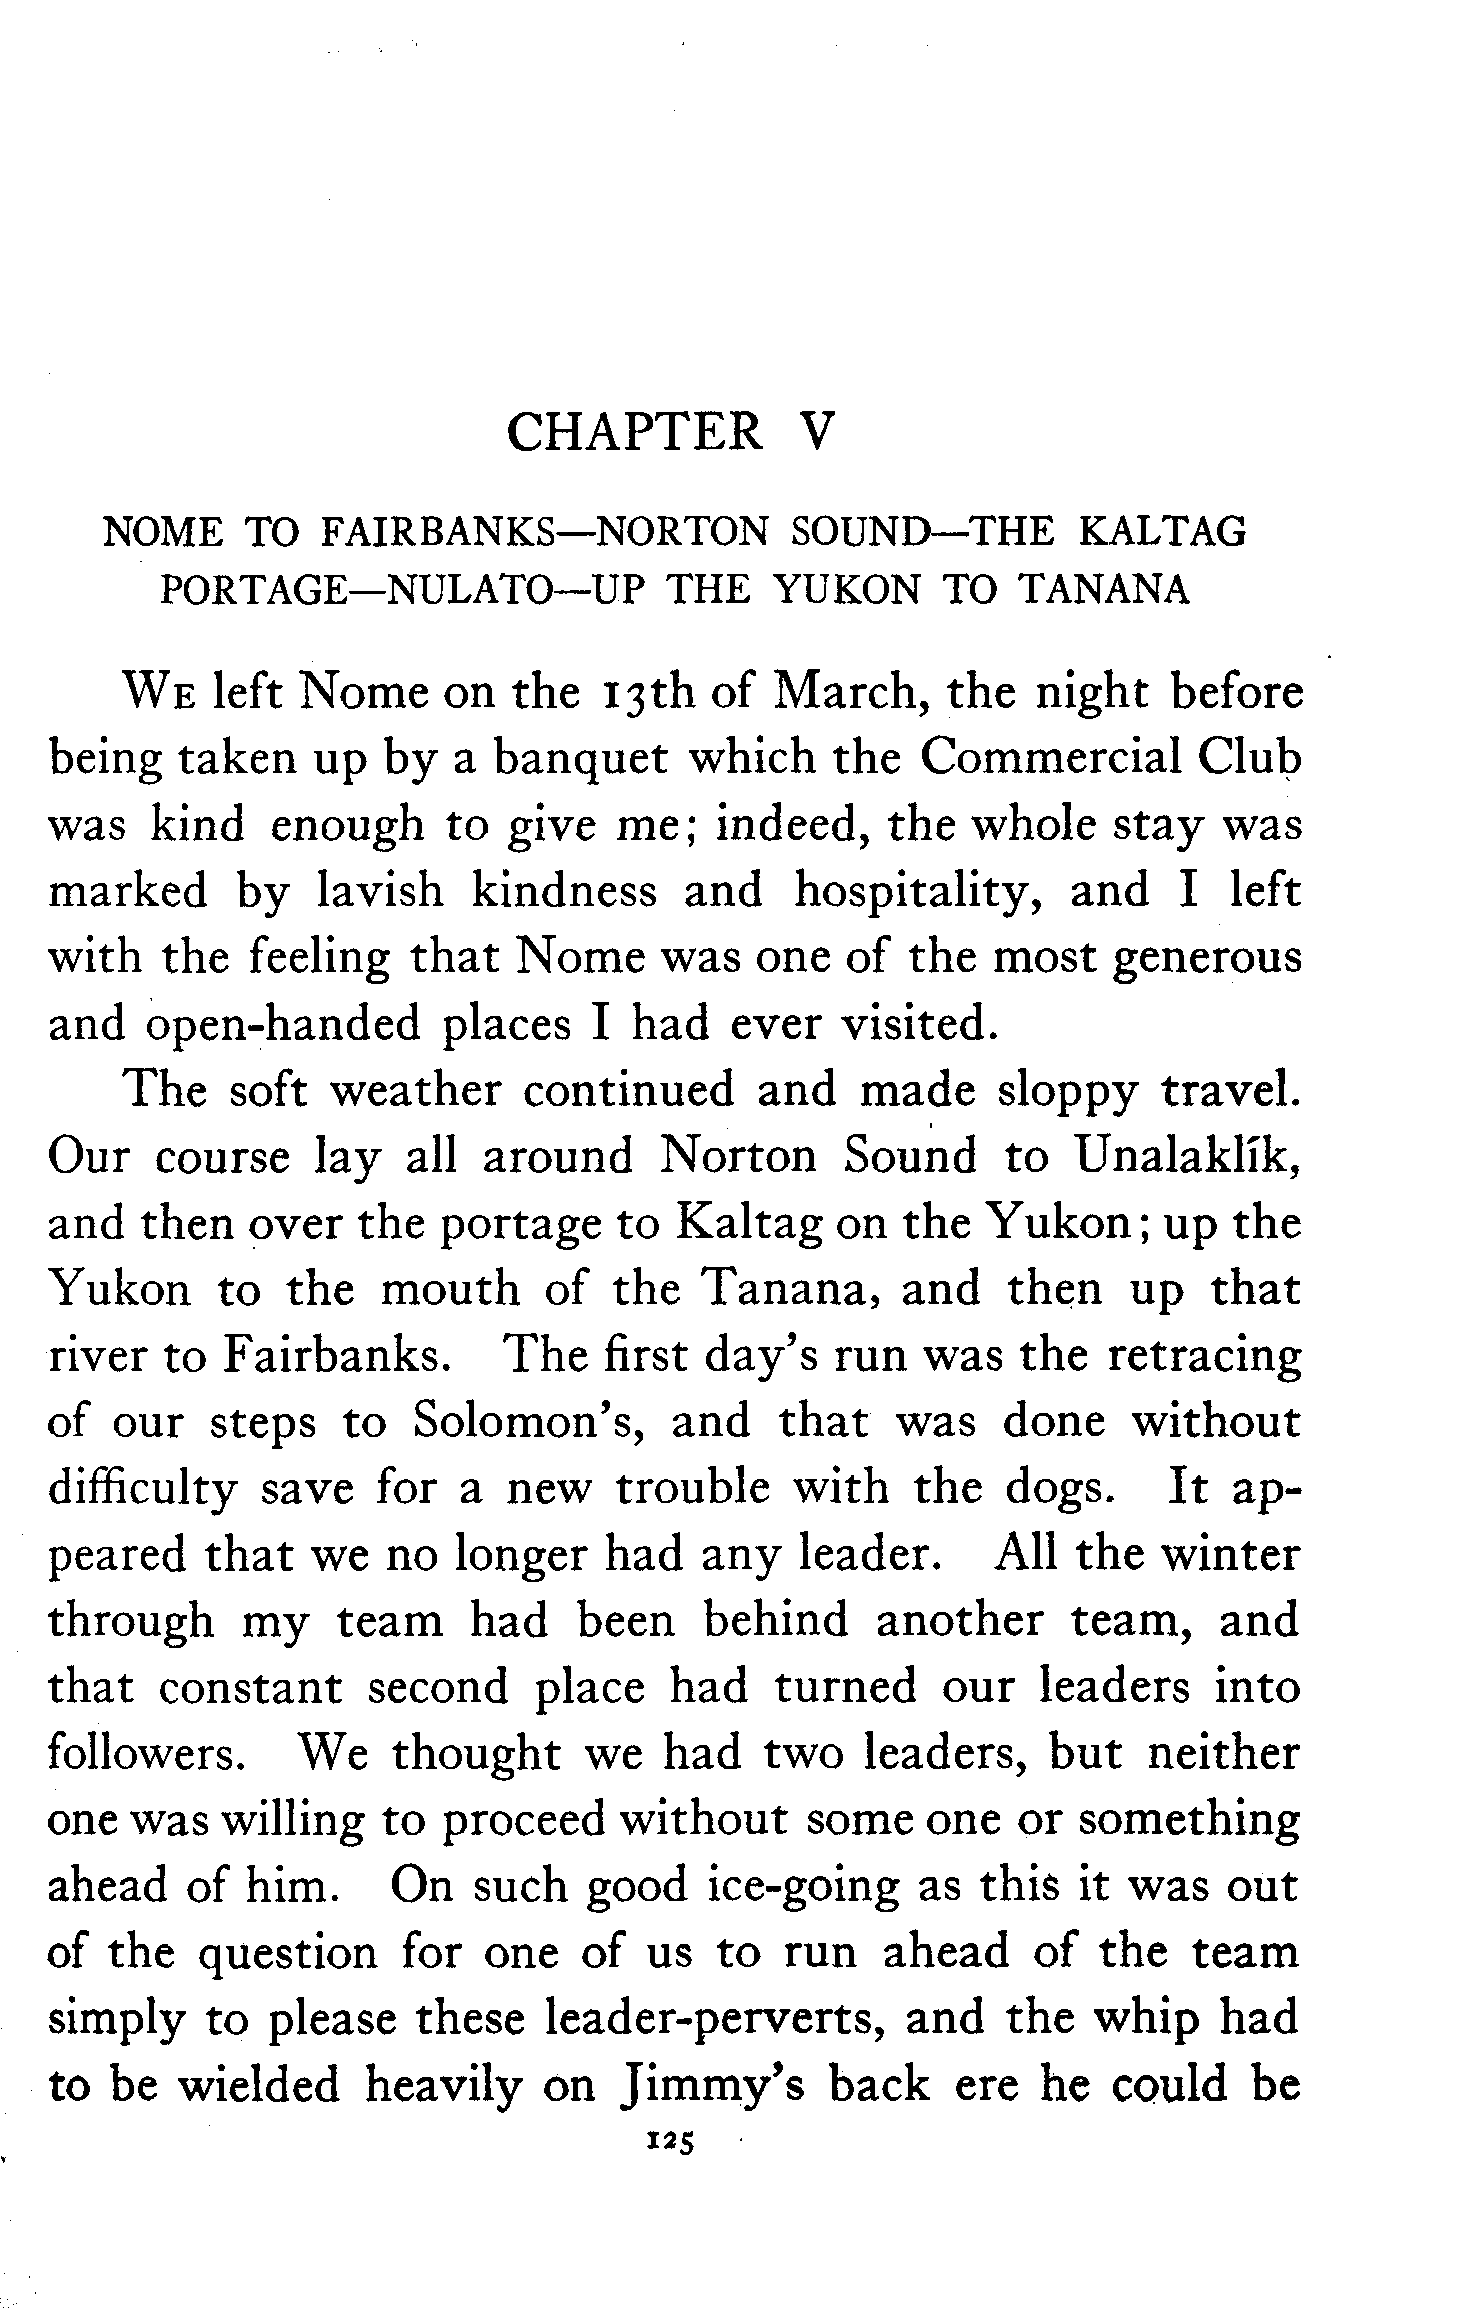 CHAPTER V
NOME TO FAIRBANKS—NORTON SOUND—THE KALTAG
PORTAGE—NULATO—UP THE YUKON TO TANANA
WE left Nome on the 13th of March, the night before
being taken up by a banquet which the Commercial Club
was kind enough to give me; indeed, the whole stay was
marked by lavish kindness and hospitality, and I left
with the feeling that Nome was one of the most generous
and open-handed places I had ever visited.
The soft weather continued and made sloppy travel.
Our course lay all around Norton Sound to Unalaklík,
and then over the portage to Kaltag on the Yukon; up the
Yukon to the mouth of the Tanana, and then up that
river to Fairbanks. The first day's run was the retracing
of our steps to Solomon's, and that was done without
difficulty save for a new trouble with the dogs. It ap-
peared that we no longer had any leader. All the winter
through my team had been behind another team, and
that constant second place had turned our leaders into
followers. We thought we had two leaders, but neither
one was willing to proceed without some one or something
ahead of him. On such good ice-going as this it was out
of the question for one of us to run ahead of the team
simply to please these leader-perverts, and the whip had
to be wielded heavily on Jimmy's back ere he could be
125